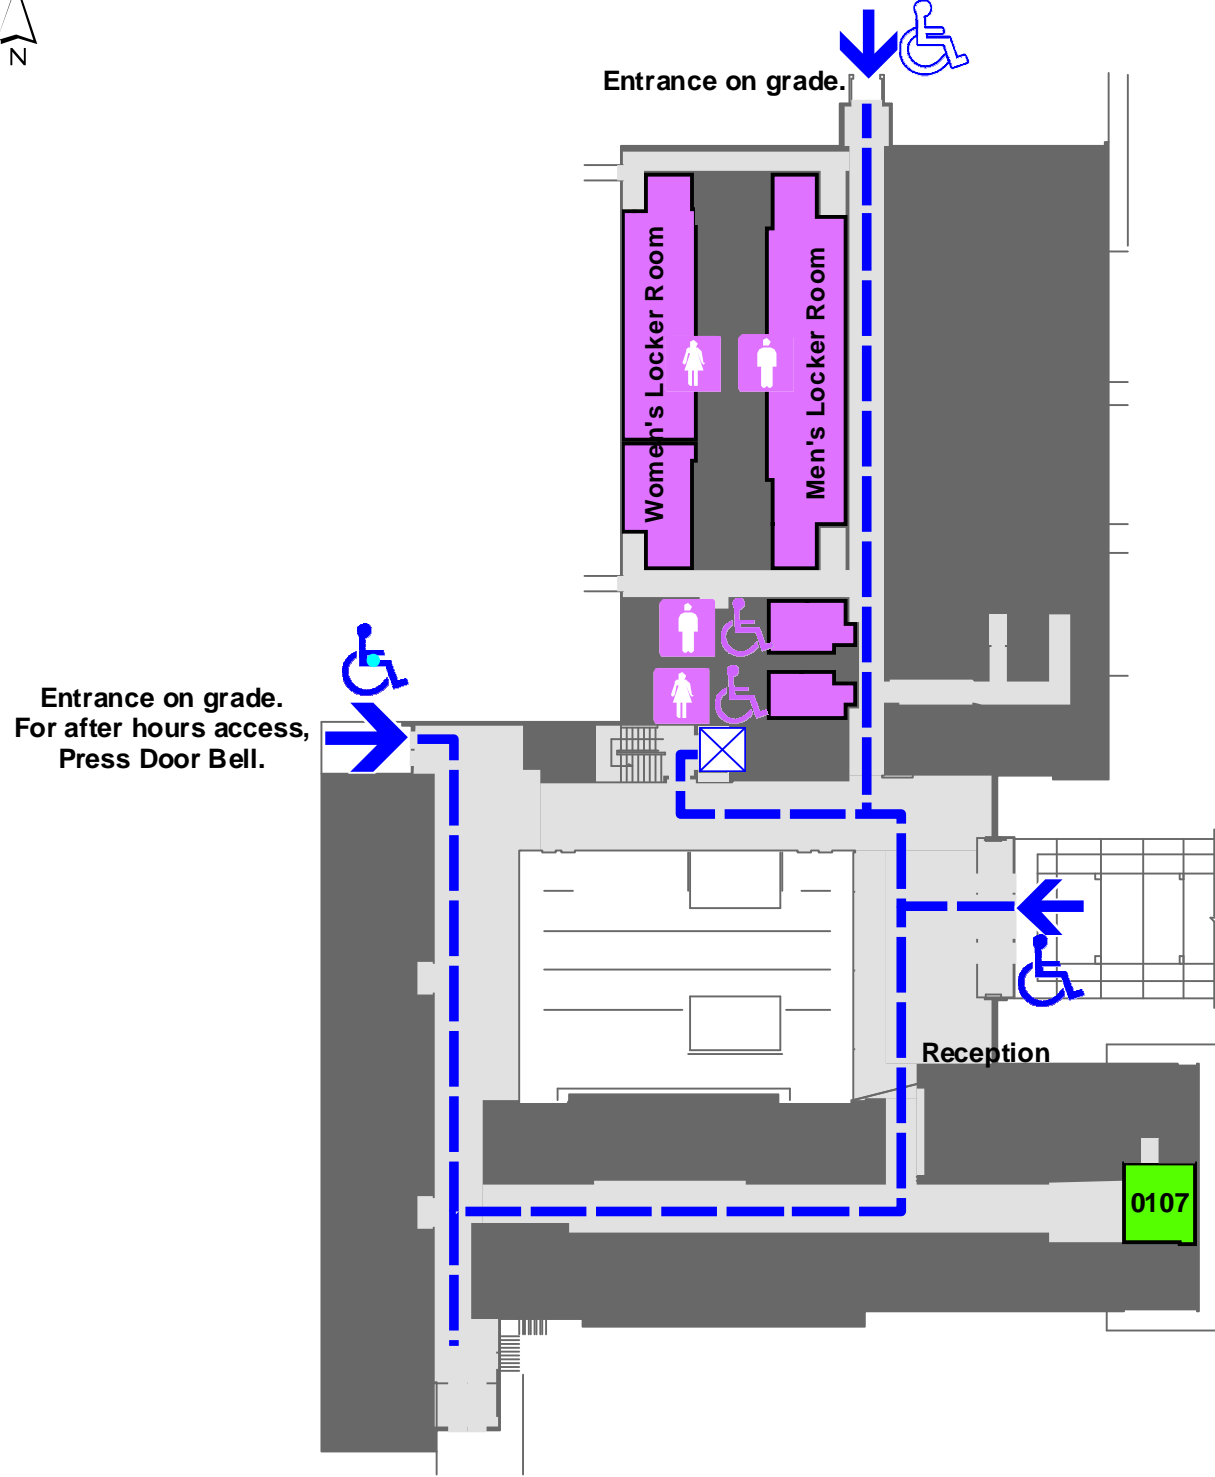 N
Entrance on grade.
Women's Locker Room
Men's Locker Room
Entrance on grade.
For after hours access,
Press Door Bell.
Reception
0107